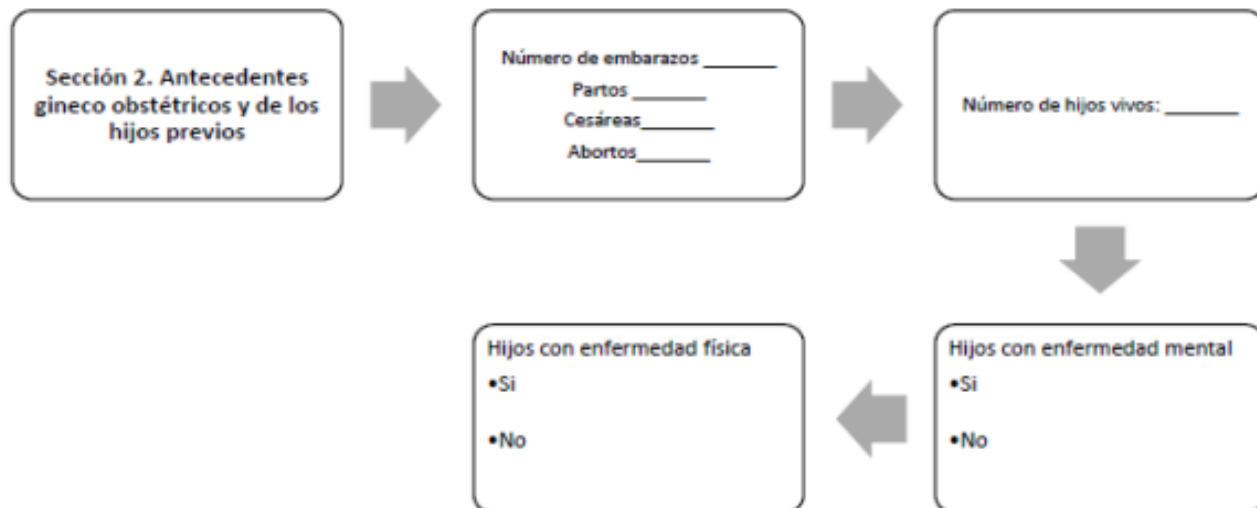 Sección 2. Antecedentes
gineco obstétricos y de los
hijos previos
Número de embarazos _______
Partos _______
Cesáreas_______
Abortos_______
Número de hijos vivos: _______
Hijos con enfermedad mental
•Si
•No
Hijos con enfermedad física
•Si
•No